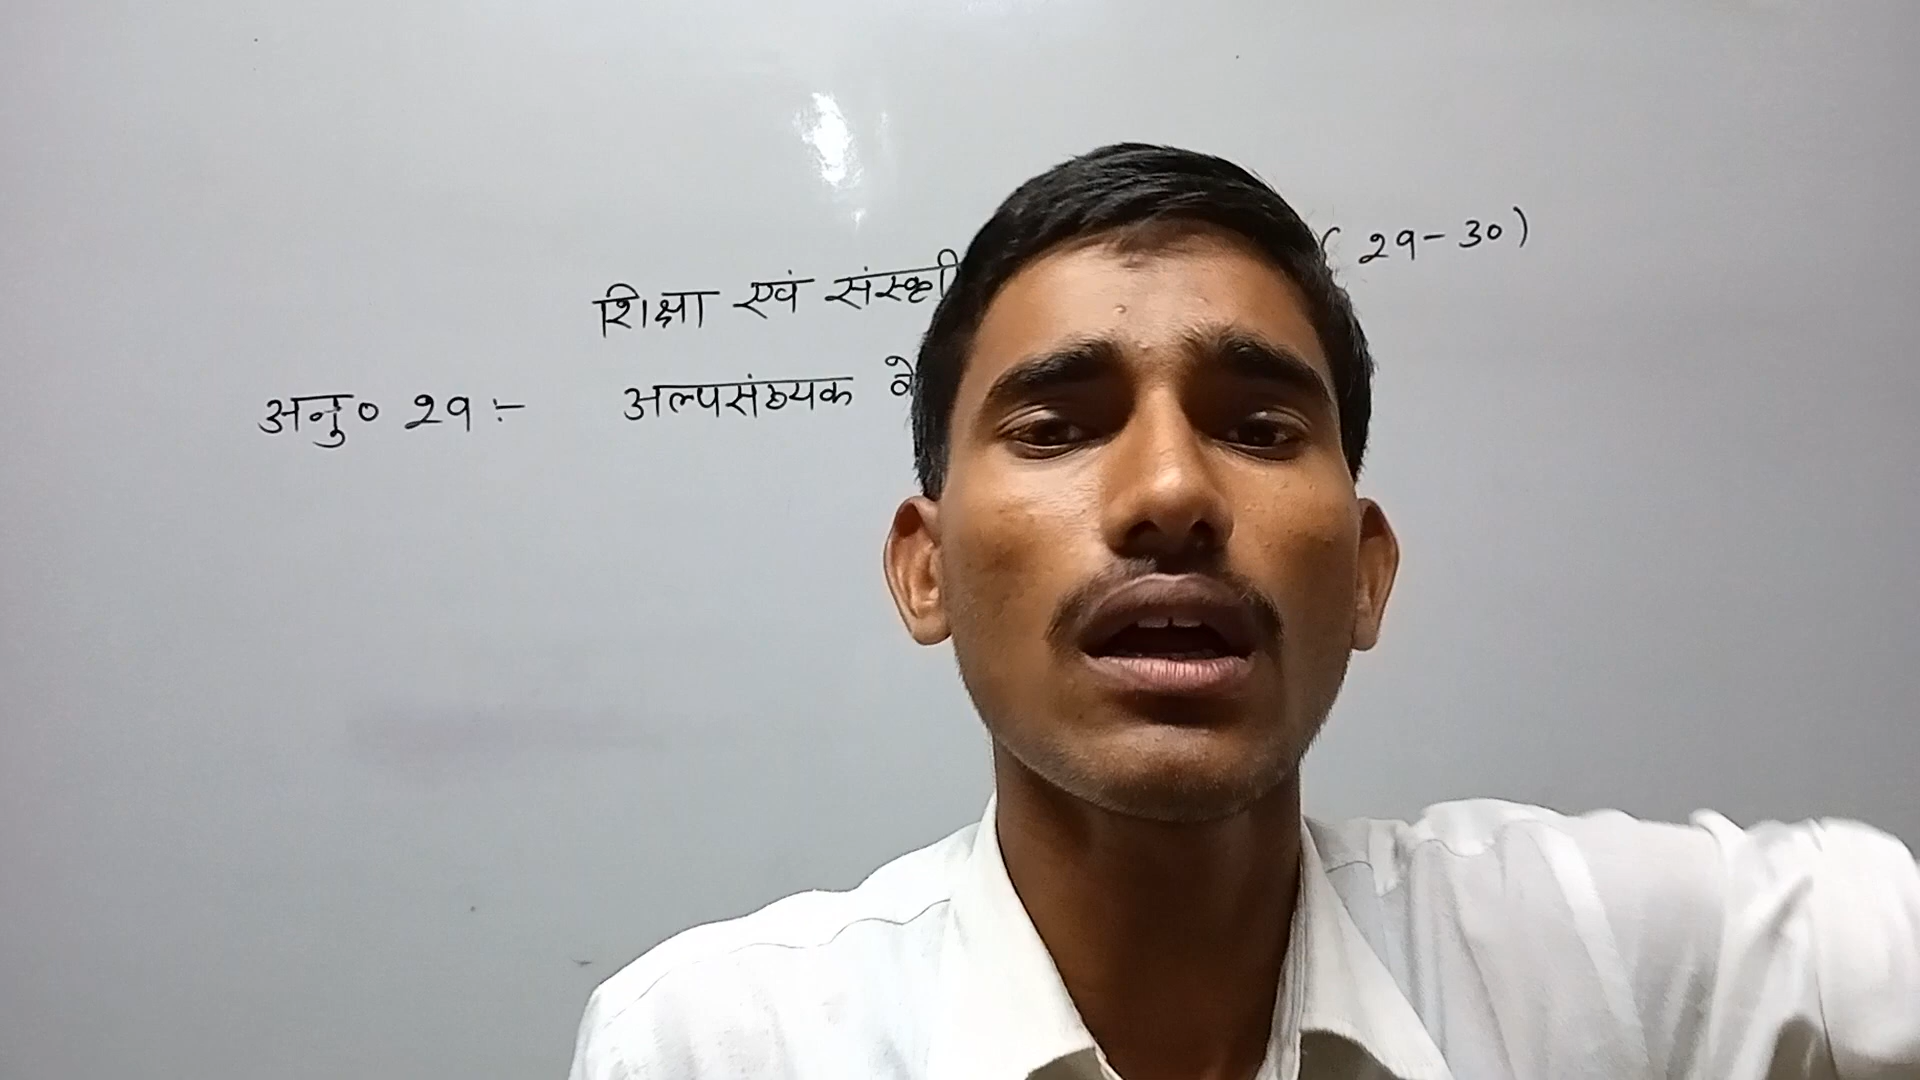 शिक्षा एवं (29-30)
अनु० 29 :- अल्पसंख्यक